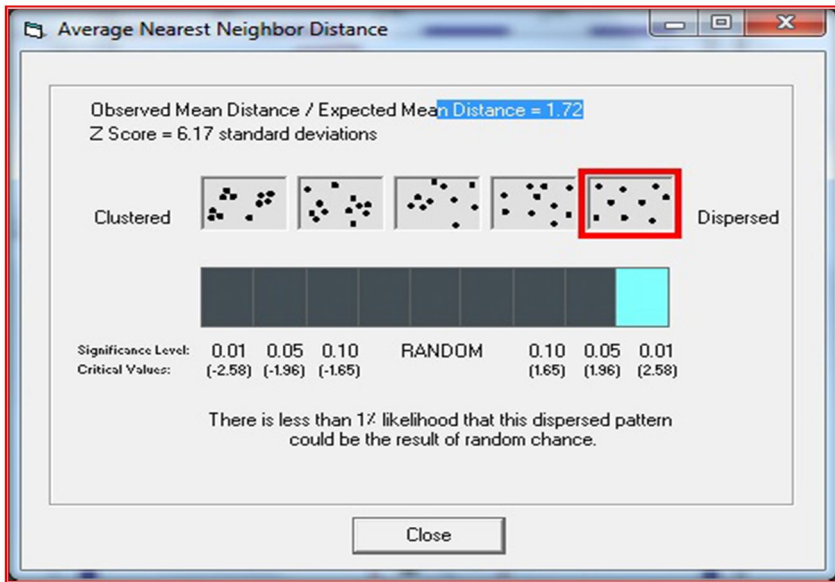 Average Nearest Neighbor Distance
Observed Mean Distance / Expected Mean Distance = 1.72
Z Score = 6.17 standard deviations
Clustered
Dispersed
Significance Level: 0.01 0.05 0.10 RANDOM 0.10 0.05 0.01
Critical Values: (-2.58) (-1.96) (-1.65) (1.65) (1.96) (2.58)
There is less than 1% likelihood that this dispersed pattern
could be the result of random chance.
Close